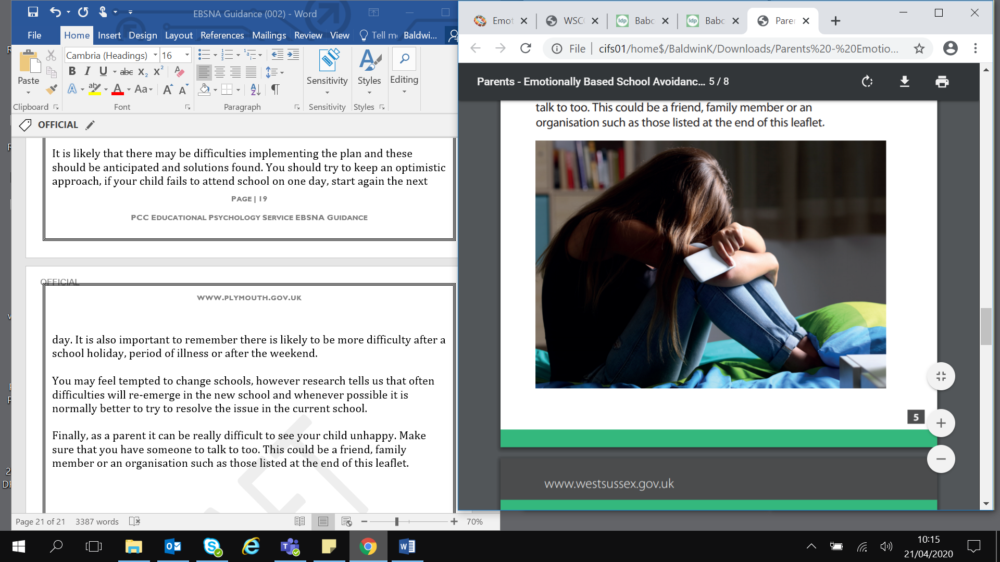 EBSNA Guidance (002) - Word
File Home Insert Design Layout References Mailings Review View Baldwi...
Cambria (Headings) 16
Paste Sensitivity Styles Editing
Clipboard Font Paragraph Sensitivity Styles
OFFICIAL
It is likely that there may be difficulties implementing the plan and these
should be anticipated and solutions found. You should try to keep an optimistic
approach, if your child fails to attend school on one day, start again the next
PAGE | 19
PCC EDUCATIONAL PSYCHOLOGY SERVICE EBSNA GUIDANCE
OFFICIAL
WWW.PLYMOUTH.GOV.UK
day. It is also important to remember there is likely to be more difficulty after a
school holiday, period of illness or after the weekend.
You may feel tempted to change schools, however research tells us that often
difficulties will re-emerge in the new school and whenever possible it is
normally better to try to resolve the issue in the current school.
Finally, as a parent it can be really difficult to see your child unhappy. Make
sure that you have someone to talk to too. This could be a friend, family
member or an organisation such as those listed at the end of this leaflet.
Page 21 of 21 3387 words 70%
Emot WSC Babc Babc Parer
File cifs01/home$/BaldwinK/Downloads/Parents%20-%20Emotio...
Parents - Emotionally Based School Avoidanc... 5 / 8
talk to too. This could be a friend, family member or an
organisation such as those listed at the end of this leaflet.
5
www.westsussex.gov.uk
10:15
21/04/2020